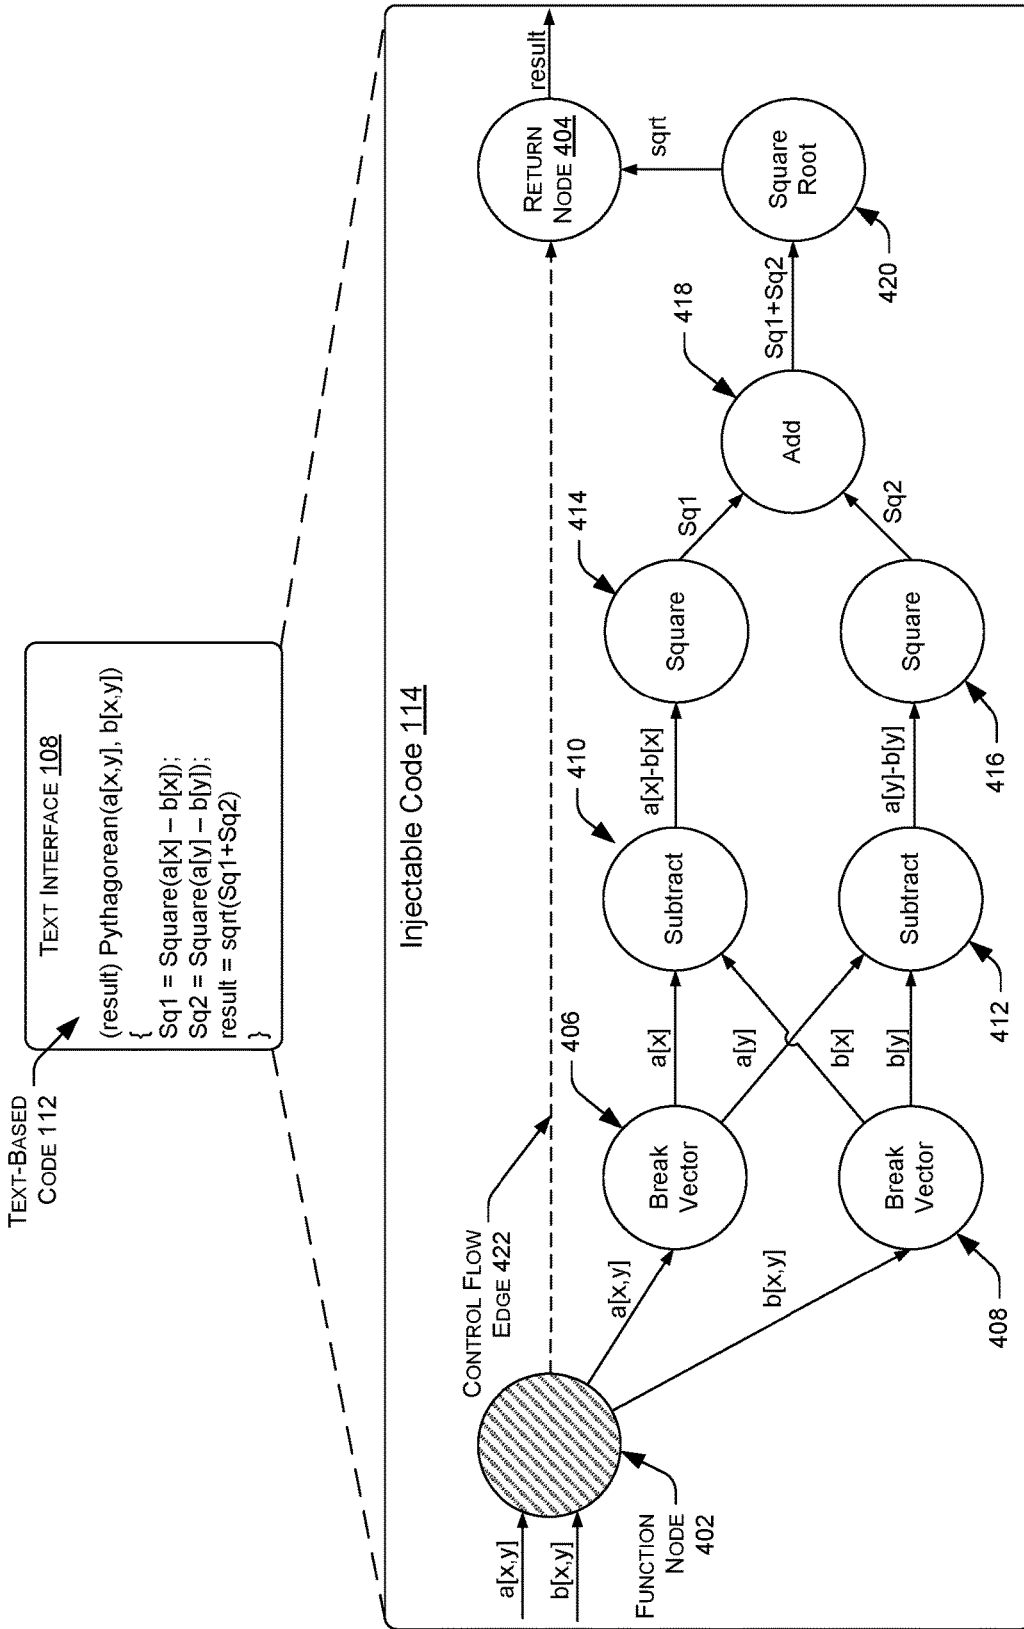 TEXT-BASED
CODE 112
TEXT INTERFACE 108
(result) Pythagorean(a[x,y], b[x,y])
{
Sq1 = Square(a[x] – b[x]);
Sq2 = Square(a[y] – b[y]);
result = sqrt(Sq1+Sq2)
}
Injectable Code 114
a[x,y]
b[x,y]
FUNCTION
NODE
402
CONTROL FLOW
EDGE 422
RETURN
NODE 404
result
a[x,y]
b[x,y]
406
Break
Vector
408
Break
Vector
a[x]
a[y]
b[x]
b[y]
410
Subtract
412
Subtract
a[x]-b[x]
a[y]-b[y]
414
Square
416
Square
Sq1
Sq2
418
Add
Sq1+Sq2
420
Square
Root
sqrt